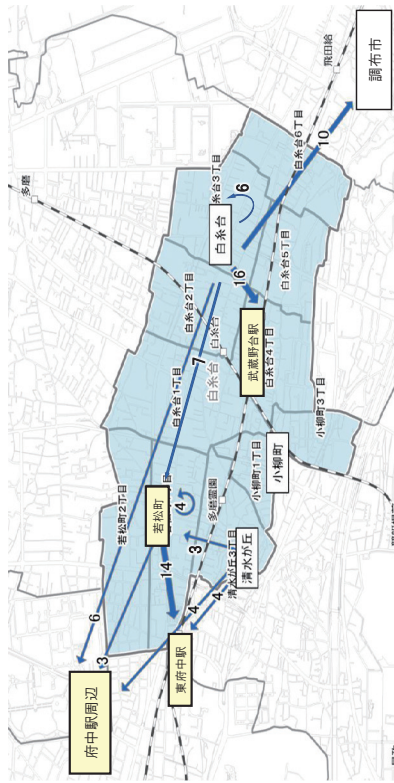 府中駅周辺
東府中駅
若松町
若松町2丁目
清水が丘
清水が丘3丁目
多磨霊園
小柳町1丁目
小柳町
小柳町3丁目
白糸台1丁目
白糸台2丁目
白糸台
白糸台
武蔵野台駅
白糸台4丁目
白糸台
糸台3丁目
白糸台5丁目
白糸台6丁目
多磨
飛田給
調布市
6
3
14
4
3
4
4
7
16
6
10